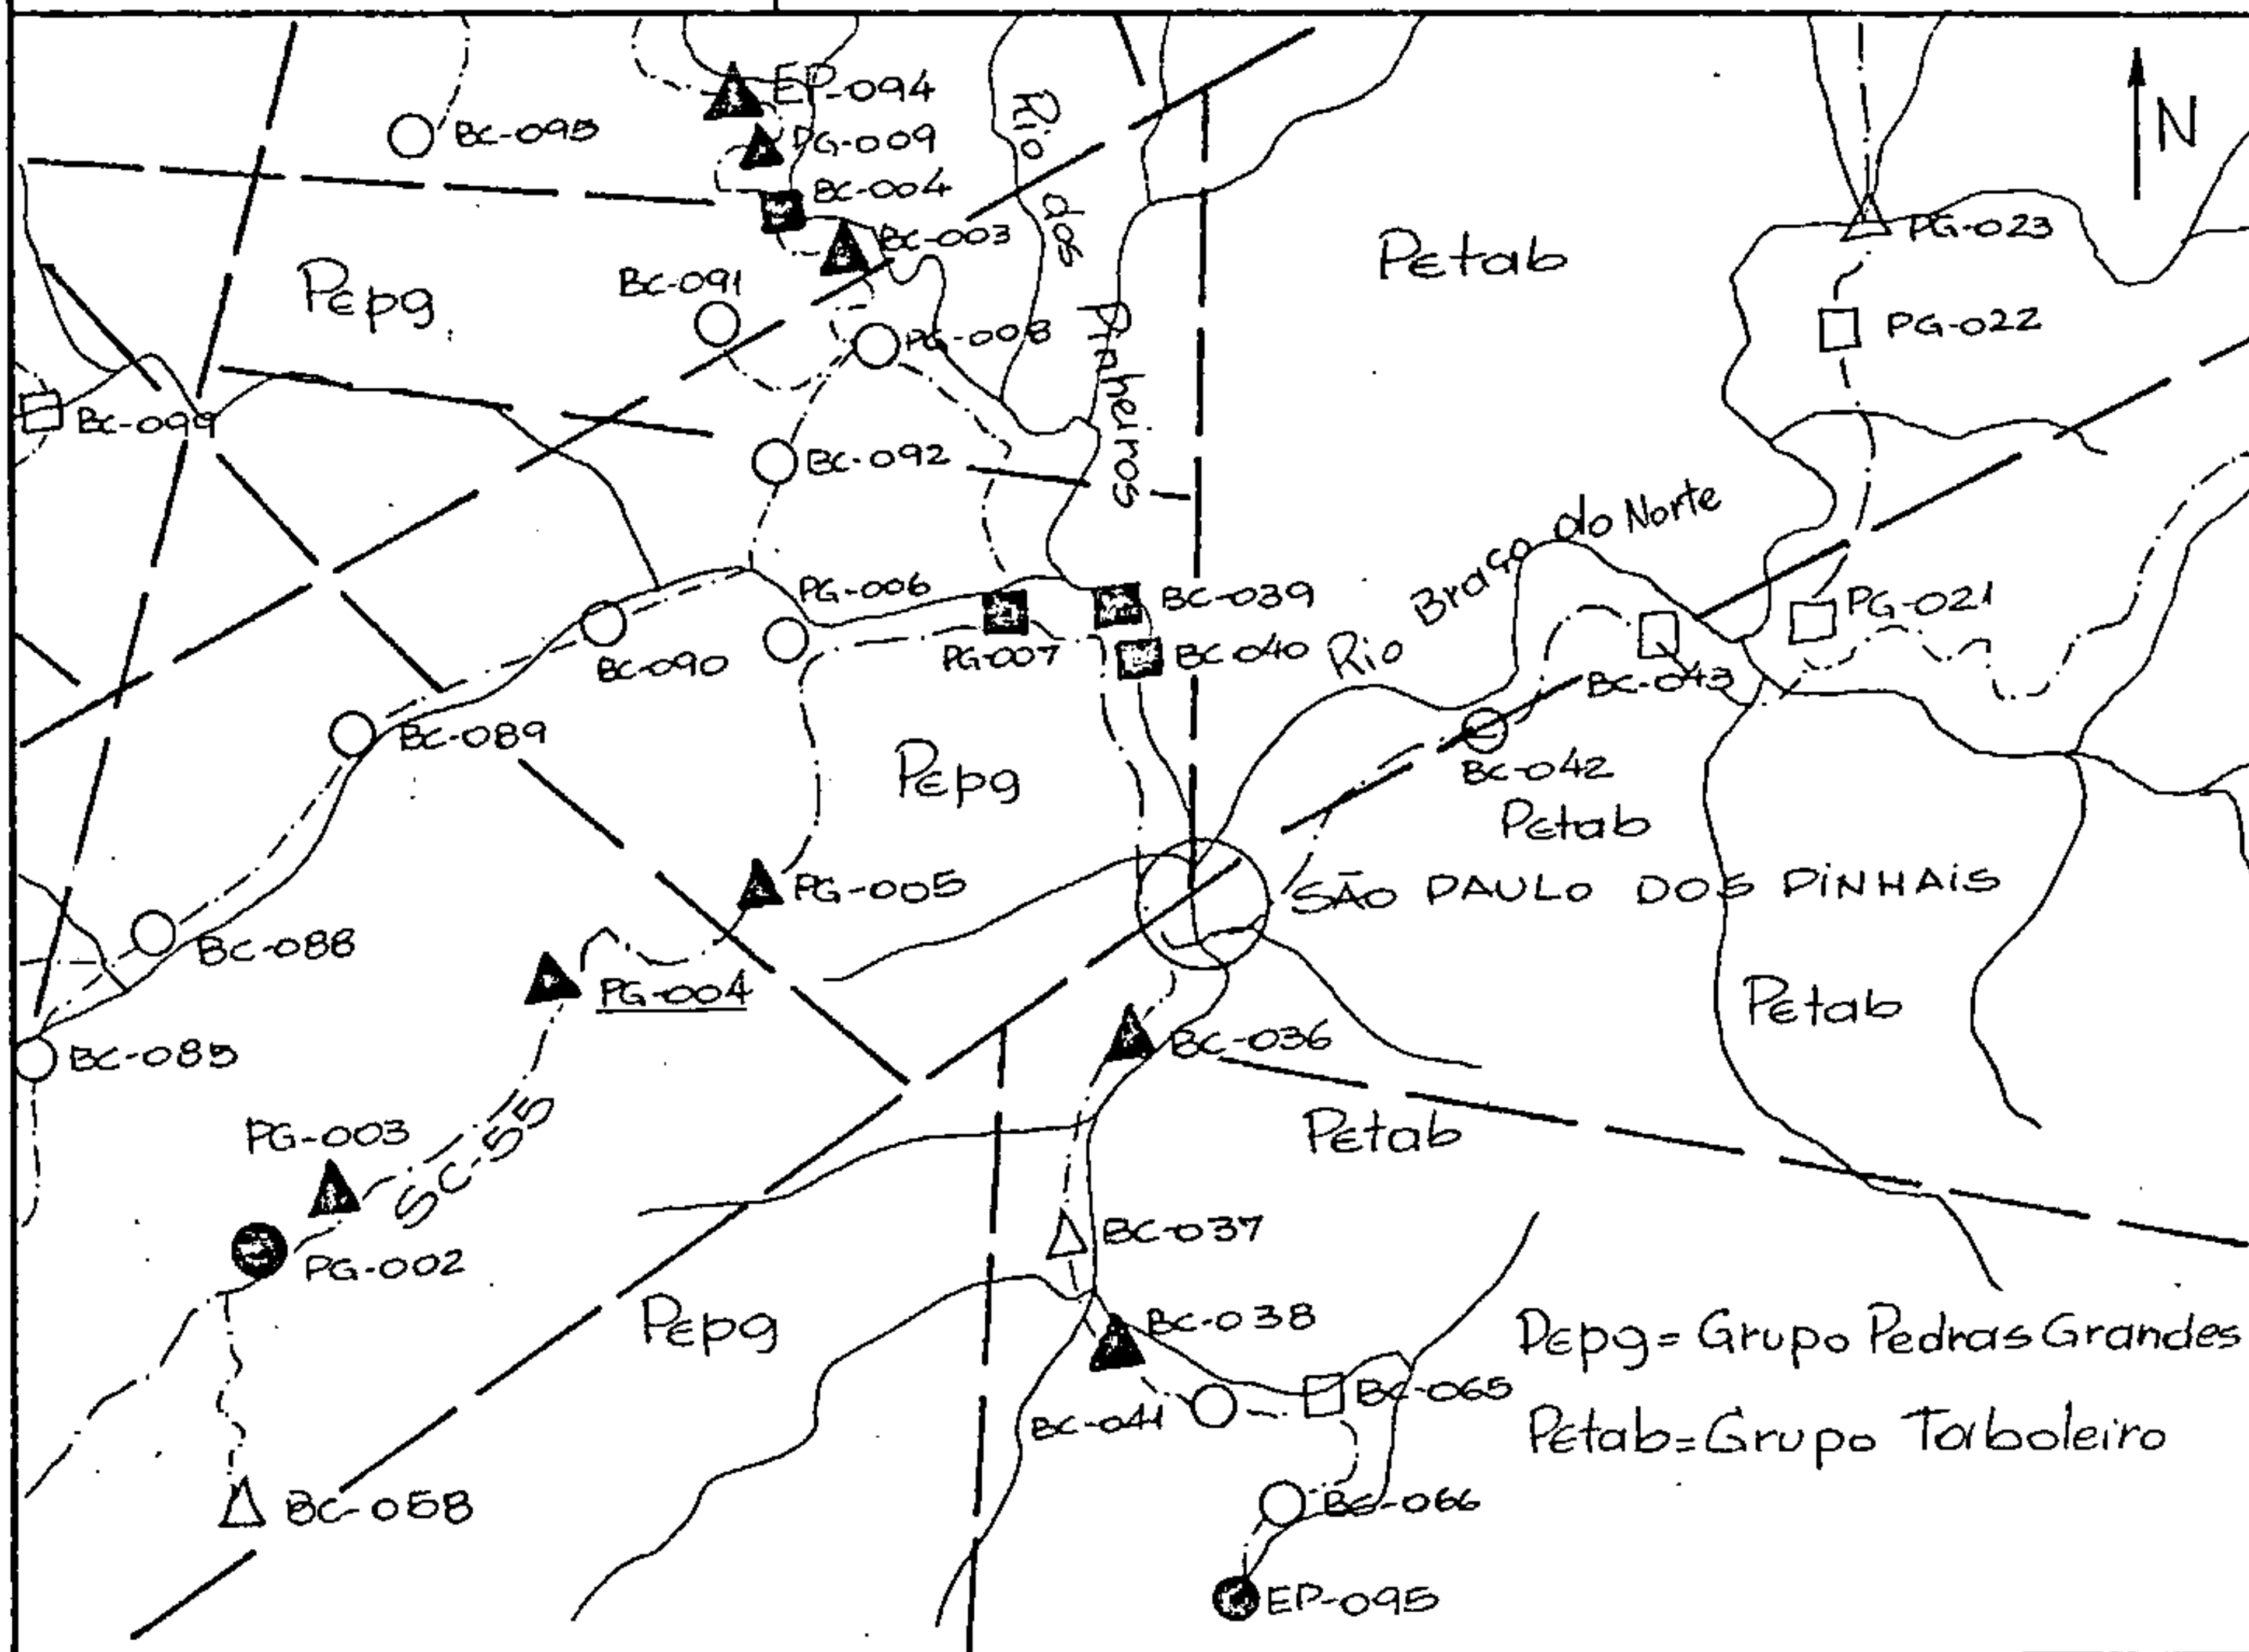 EP-094
BC-095
PG-009
N
BC-004
BC-003
PG-023
Petab
BC-091
Pepg
Rio dos Pinheiros
PG-022
PG-008
BC-099
BC-092
Rio Braço do Norte
PG-006
BC-039
PG-021
PG-007
BC-040
BC-090
BC-043
BC-089
Pepg
BC-042
Petab
PG-005
SÃO PAULO DOS PINHAIS
BC-088
PG-004
Petab
BC-036
BC-085
PG-003
SC-55
Petab
BC-037
PG-002
Pepg
BC-038
Pepg= Grupo Pedras Grandes
BC-065
BC-041
Petab=Grupo Taboleiro
BC-058
BC-066
EP-095